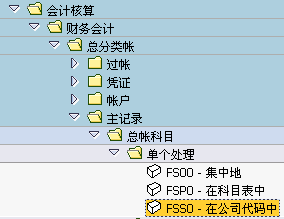 会计核算
财务会计
总分类帐
过帐
凭证
帐户
主记录
总帐科目
单个处理
FS00 - 集中地
FSP0 - 在科目表中
FSS0 - 在公司代码中